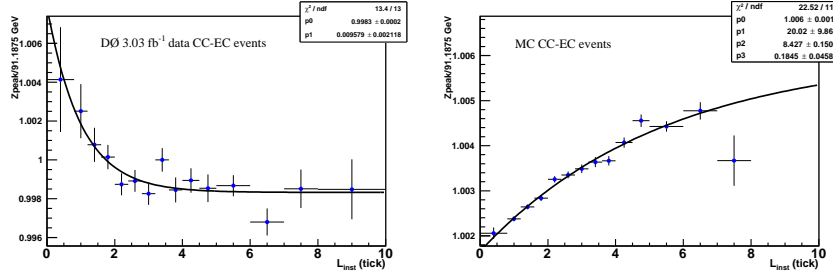 χ² / ndf 13.4 / 13
p0 0.9983 ± 0.0002
p1 0.009579 ± 0.002118
DØ 3.03 fb⁻¹ data CC-EC events
Zpeak/91.1875 GeV
1.006
1.004
1.002
1
0.998
0.996
0 2 4 6 8 10
L_inst (tick)
χ² / ndf 22.52 / 11
p0 1.006 ± 0.001
p1 20.02 ± 9.86
p2 8.427 ± 0.150
p3 0.1845 ± 0.0458
MC CC-EC events
Zpeak/91.1875 GeV
1.006
1.005
1.004
1.003
1.002
0 2 4 6 8 10
L_inst (tick)